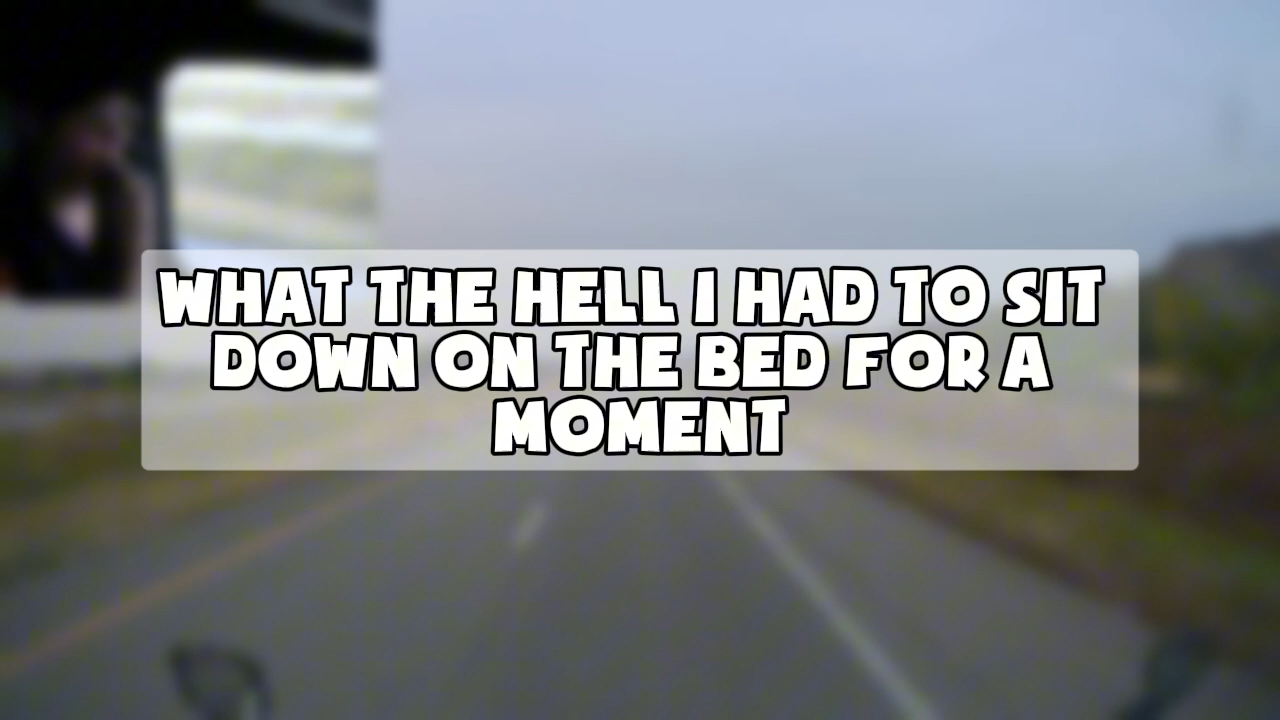 WHAT THE HELL I HAD TO SIT
DOWN ON THE BED FOR A
MOMENT